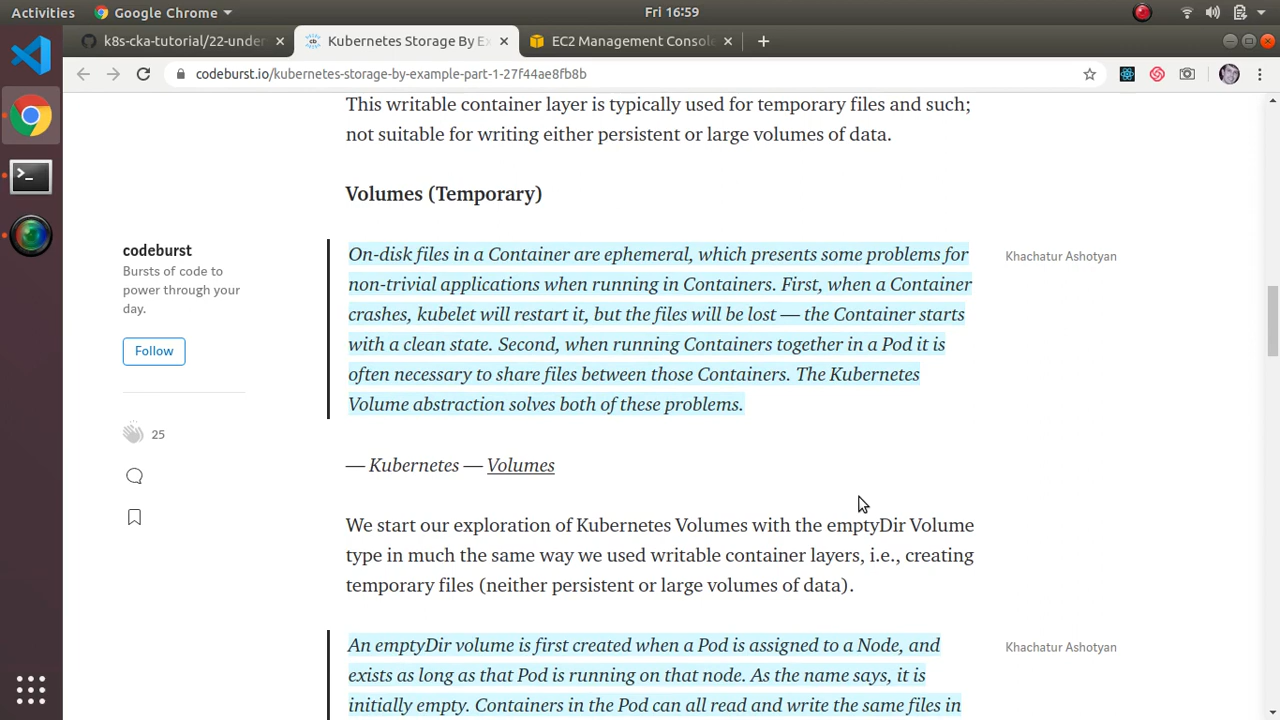 Activities
Google Chrome
Fri 16:59
k8s-cka-tutorial/22-under
Kubernetes Storage By Ex
EC2 Management Console
codeburst.io/kubernetes-storage-by-example-part-1-27f44ae8fb8b
This writable container layer is typically used for temporary files and such;
not suitable for writing either persistent or large volumes of data.
Volumes (Temporary)
codeburst
Bursts of code to
power through your
day.
Follow
25
On-disk files in a Container are ephemeral, which presents some problems for
non-trivial applications when running in Containers. First, when a Container
crashes, kubelet will restart it, but the files will be lost — the Container starts
with a clean state. Second, when running Containers together in a Pod it is
often necessary to share files between those Containers. The Kubernetes
Volume abstraction solves both of these problems.
Khachatur Ashotyan
— Kubernetes — Volumes
We start our exploration of Kubernetes Volumes with the emptyDir Volume
type in much the same way we used writable container layers, i.e., creating
temporary files (neither persistent or large volumes of data).
An emptyDir volume is first created when a Pod is assigned to a Node, and
exists as long as that Pod is running on that node. As the name says, it is
initially empty. Containers in the Pod can all read and write the same files in
Khachatur Ashotyan